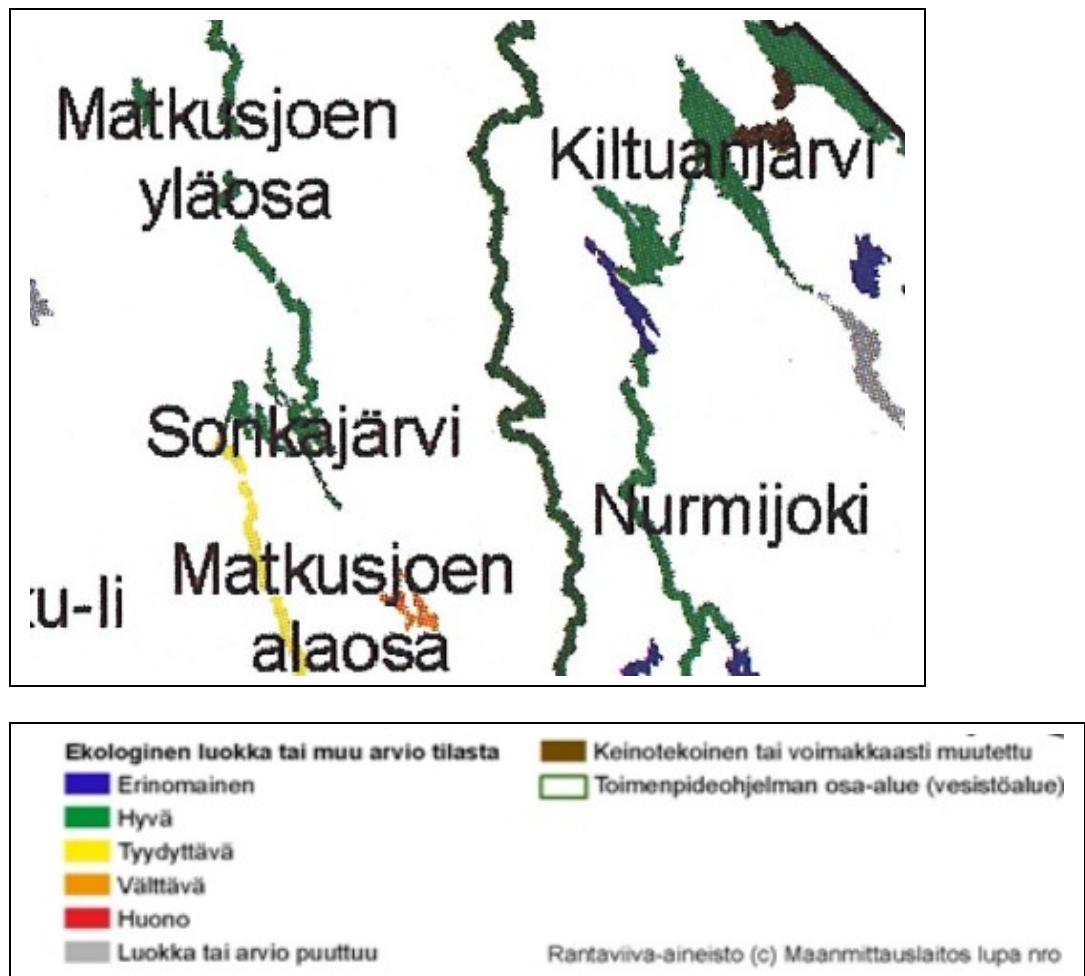 Matkusjoen
yläosa
Kiltuanjärvi
Sonkajärvi
Nurmijoki
Matkusjoen
alaosa
Ekologinen luokka tai muu arvio tilasta
Erinomainen
Hyvä
Tyydyttävä
Välttävä
Huono
Luokka tai arvio puuttuu
Keinotekoinen tai voimakkaasti muutettu
Toimenpideohjelman osa-alue (vesistöalue)
Rantaviiva-aineisto (c) Maanmittauslaitos lupa nro